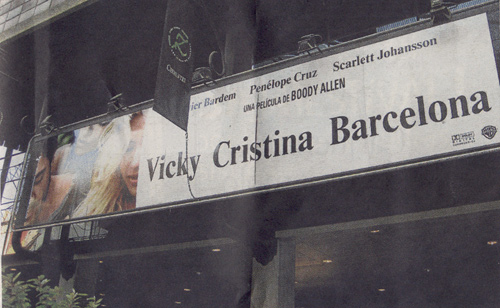 ier Bardem Penélope Cruz Scarlett Johansson
UNA PELÍCULA DE BOODY ALLEN
Vicky Cristina Barcelona